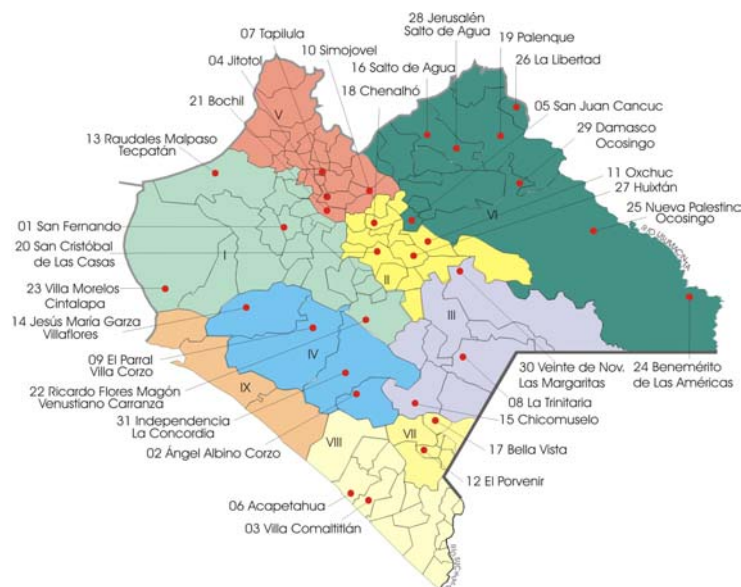 28 Jerusalén
Salto de Agua
07 Tapilula
19 Palenque
10 Simojovel
26 La Libertad
04 Jitotol
16 Salto de Agua
18 Chenalhó
05 San Juan Cancuc
21 Bochil
29 Damasco
Ocosingo
13 Raudales Malpaso
Tecpatán
V
11 Oxchuc
27 Huixtán
VI
25 Nueva Palestina
Ocosingo
01 San Fernando
20 San Cristóbal
de Las Casas
I
II
RIO USUMACINTA
23 Villa Morelos
Cintalapa
III
14 Jesús María Garza
Villaflores
IV
09 El Parral
Villa Corzo
30 Veinte de Nov.
Las Margaritas
24 Benemérito
de Las Américas
IX
22 Ricardo Flores Magón
Venustiano Carranza
08 La Trinitaria
15 Chicomuselo
31 Independencia
La Concordia
02 Ángel Albino Corzo
VIII
VII
17 Bella Vista
12 El Porvenir
06 Acapetahua
03 Villa Comaltitlán